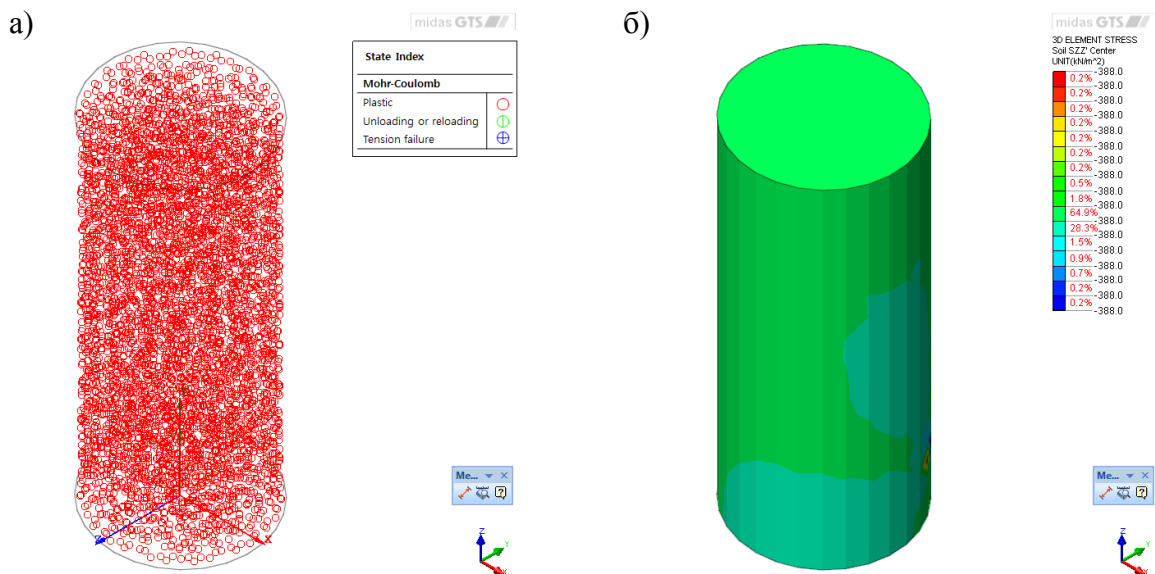 а)
midas GTS
State Index
Mohr-Coulomb
Plastic
Unloading or reloading
Tension failure
Me...
Z
Y
X
Z
X
б)
midas GTS
3D ELEMENT STRESS
Soil SZZ' Center
UNIT(kN/m^2)
-388.0
0.2%
-388.0
0.2%
-388.0
0.2%
-388.0
0.2%
-388.0
0.2%
-388.0
0.2%
-388.0
0.2%
-388.0
0.5%
-388.0
1.8%
-388.0
64.9%
-388.0
28.3%
-388.0
1.5%
-388.0
0.9%
-388.0
0.7%
-388.0
0.2%
-388.0
0.2%
-388.0
Me...
Z
Y
X